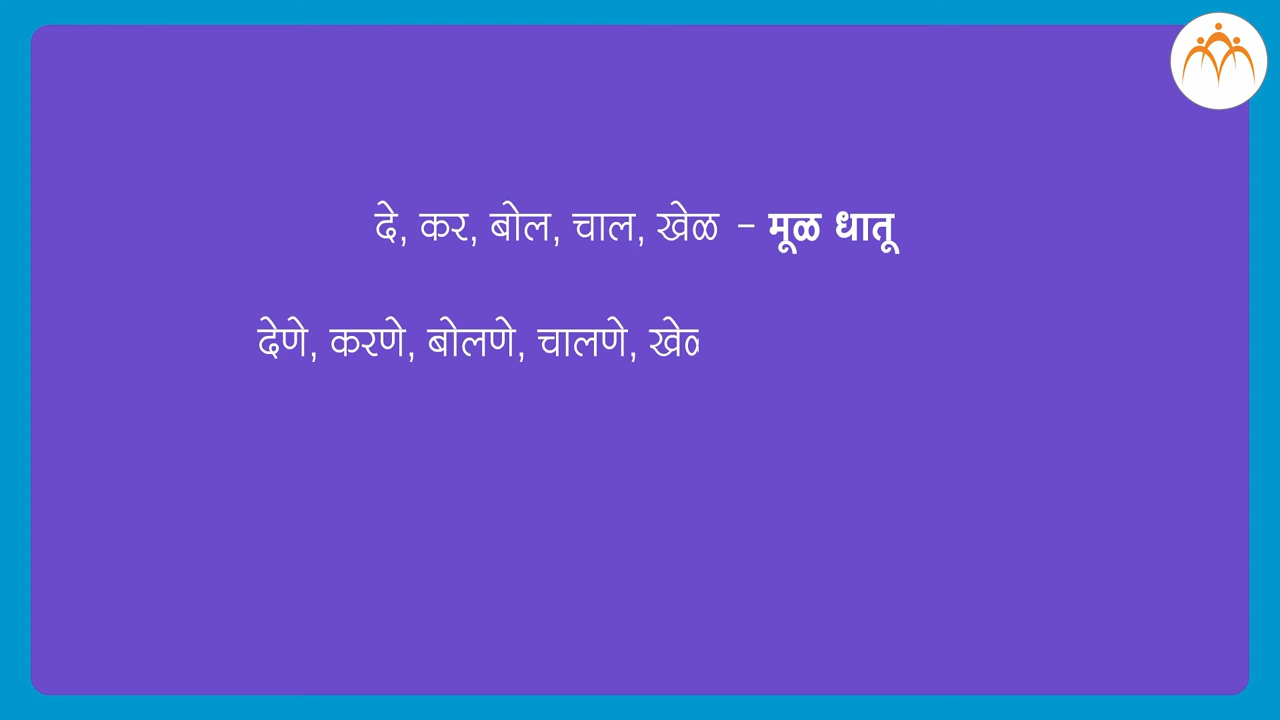 दे, कर, बोल, चाल, खेळ - मूळ धातू
देणे, करणे, बोलणे, चालणे,